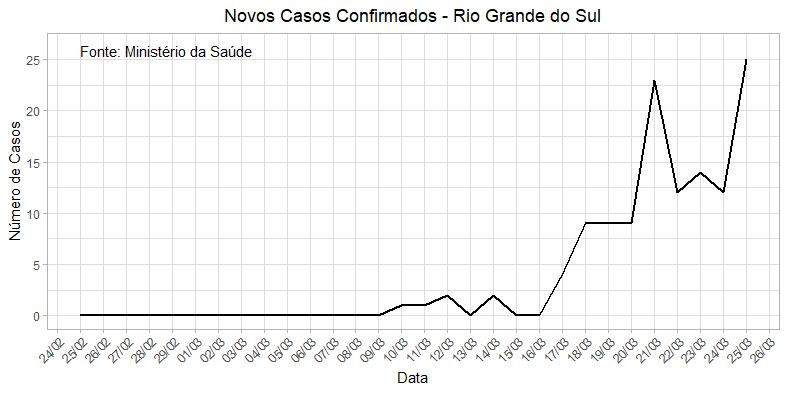 Novos Casos Confirmados - Rio Grande do Sul
Fonte: Ministério da Saúde
Número de Casos
25
20
15
10
5
0
24/02 25/02 26/02 27/02 28/02 29/02 01/03 02/03 03/03 04/03 05/03 06/03 07/03 08/03 09/03 10/03 11/03 12/03 13/03 14/03 15/03 16/03 17/03 18/03 19/03 20/03 21/03 22/03 23/03 24/03 25/03 26/03
Data